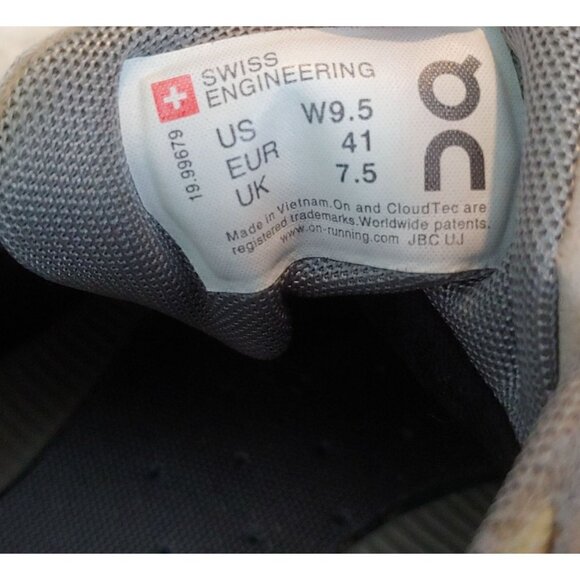 SWISS
ENGINEERING
US W9.5
EUR 41
UK 7.5
19.99679
Made in Vietnam.On and CloudTec are
registered trademarks.Worldwide patents.
www.on-running.com JBC UJ
On